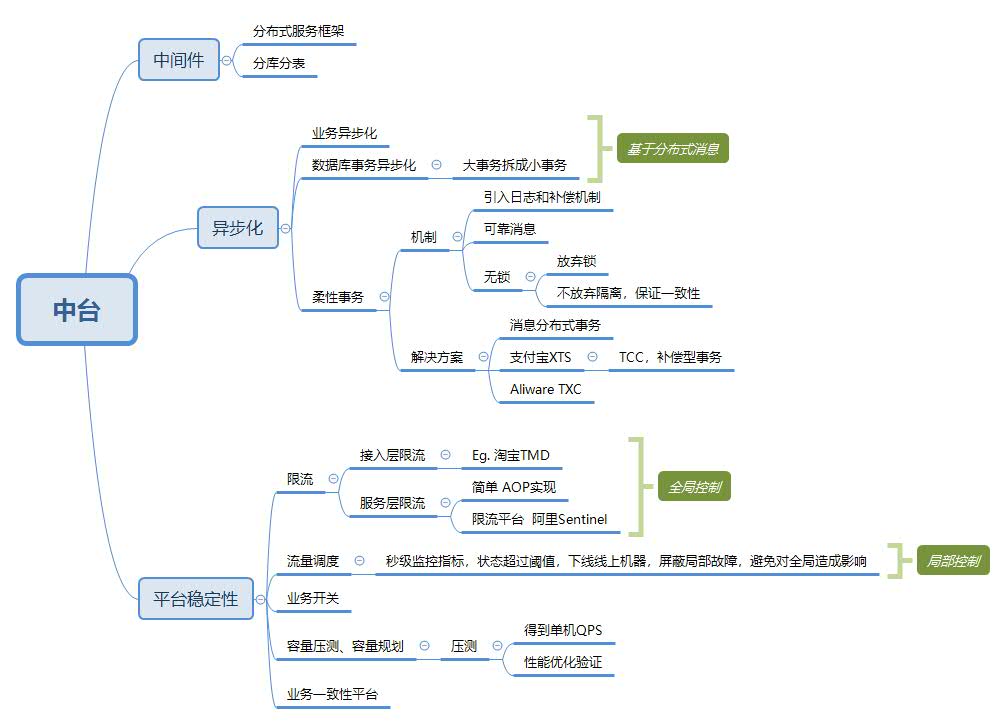 中台
中间件
分布式服务框架
分库分表
异步化
业务异步化
数据库事务异步化
大事务拆成小事务
基于分布式消息
柔性事务
机制
引入日志和补偿机制
可靠消息
无锁
放弃锁
不放弃隔离，保证一致性
解决方案
消息分布式事务
支付宝XTS
TCC，补偿型事务
Aliware TXC
平台稳定性
限流
接入层限流
Eg. 淘宝TMD
服务层限流
简单 AOP实现
限流平台 阿里Sentinel
全局控制
流量调度
秒级监控指标，状态超过阈值，下线线上机器，屏蔽局部故障，避免对全局造成影响
局部控制
业务开关
容量压测、容量规划
压测
得到单机QPS
性能优化验证
业务一致性平台